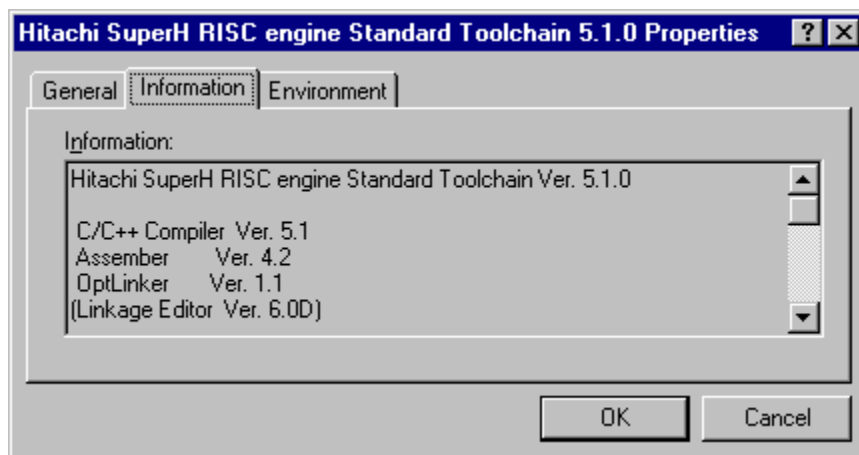 Hitachi SuperH RISC engine Standard Toolchain 5.1.0 Properties
General Information Environment
Information:
Hitachi SuperH RISC engine Standard Toolchain Ver. 5.1.0
C/C++ Compiler Ver. 5.1
Assember Ver. 4.2
OptLinker Ver. 1.1
(Linkage Editor Ver. 6.0D)
OK Cancel